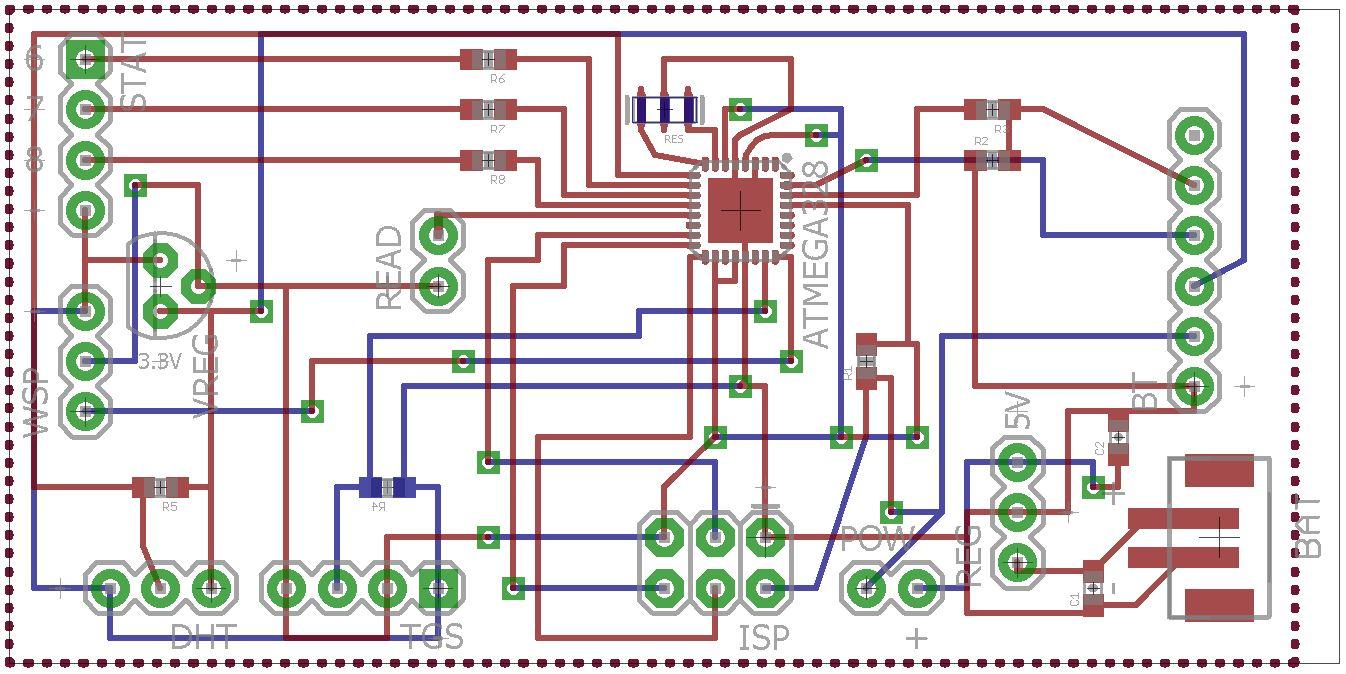 6
STAT
R6
7
R7
RES
R3
8
R8
R2
ATMEGA328
READ
3.3V
VREG
WSP
R1
BT
5V
C2
R5
R4
POW
REG
BAT
C1
DHT
TGS
ISP
+